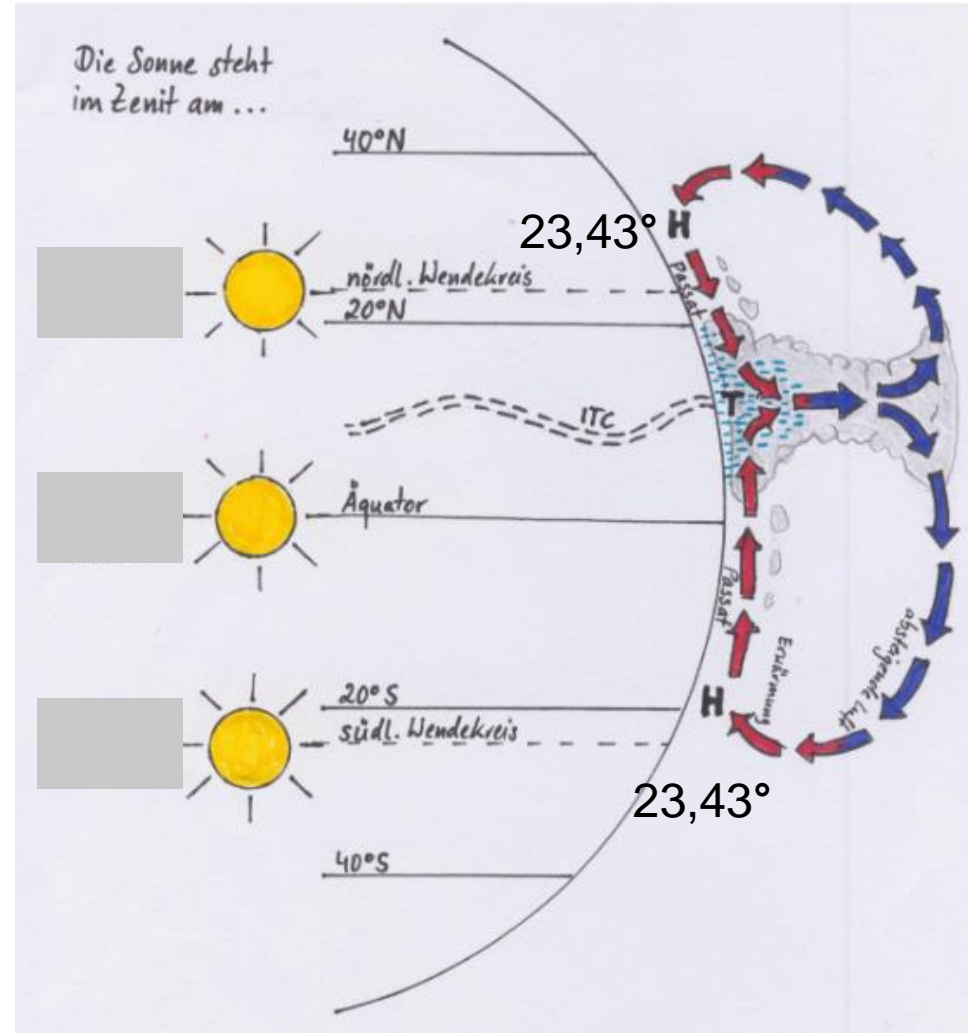 Die Sonne steht
im Zenit am ...
40°N
23,43°
H
nördl. Wendekreis
20°N
Passat
T
ITC
Äquator
Passat
Erwärmung
absteigende Luft
20°S
H
südl. Wendekreis
23,43°
40°S